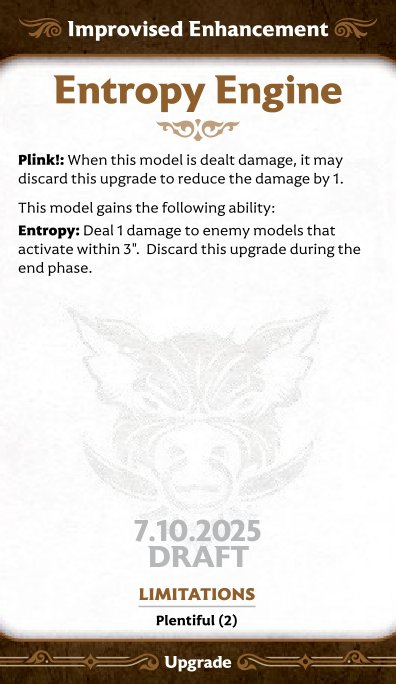 Improvised Enhancement
Entropy Engine
Plink!: When this model is dealt damage, it may
discard this upgrade to reduce the damage by 1.
This model gains the following ability:
Entropy: Deal 1 damage to enemy models that
activate within 3".  Discard this upgrade during the
end phase.
7.10.2025
DRAFT
LIMITATIONS
Plentiful (2)
Upgrade